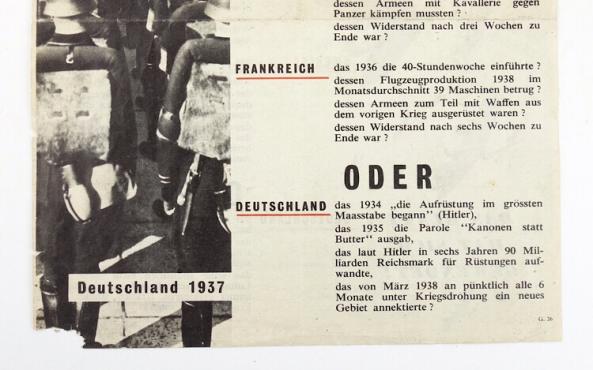 dessen Armeen mit Kavallerie gegen
Panzer kämpfen mussten ?
dessen Widerstand nach drei Wochen zu
Ende war ?
FRANKREICH
das 1936 die 40-Stundenwoche einführte ?
dessen Flugzeugproduktion 1938 im
Monatsdurchschnitt 39 Maschinen betrug ?
dessen Armeen zum Teil mit Waffen aus
dem vorigen Krieg ausgerüstet waren ?
dessen Widerstand nach sechs Wochen zu
Ende war ?
ODER
DEUTSCHLAND
das 1934 „die Aufrüstung im grössten
Maasstabe begann” (Hitler),
das 1935 die Parole “Kanonen statt
Butter” ausgab,
das laut Hitler in sechs Jahren 90 Mil-
liarden Reichsmark für Rüstungen auf-
wandte,
das von März 1938 an pünktlich alle 6
Monate unter Kriegsdrohung ein neues
Gebiet annektierte ?
Deutschland 1937
G. 26